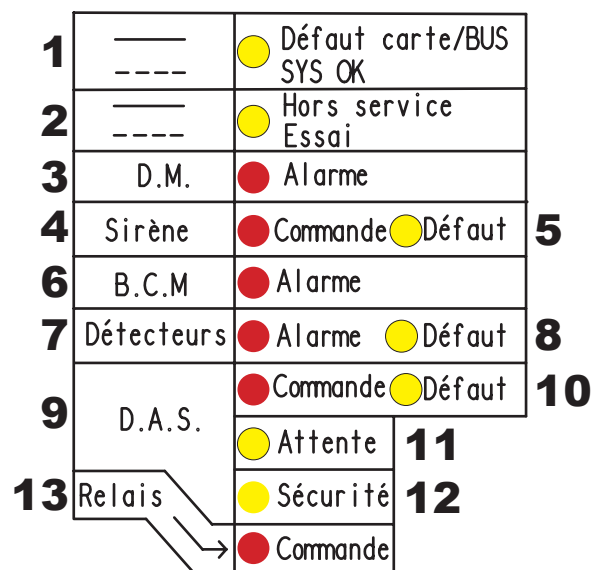 1 Défaut carte/BUS
SYS OK
2 Hors service
Essai
3 D.M. Alarme
4 Sirène Commande Défaut 5
6 B.C.M Alarme
7 Détecteurs Alarme Défaut 8
Commande Défaut 10
9 D.A.S.
Attente 11
13 Relais Sécurité 12
Commande